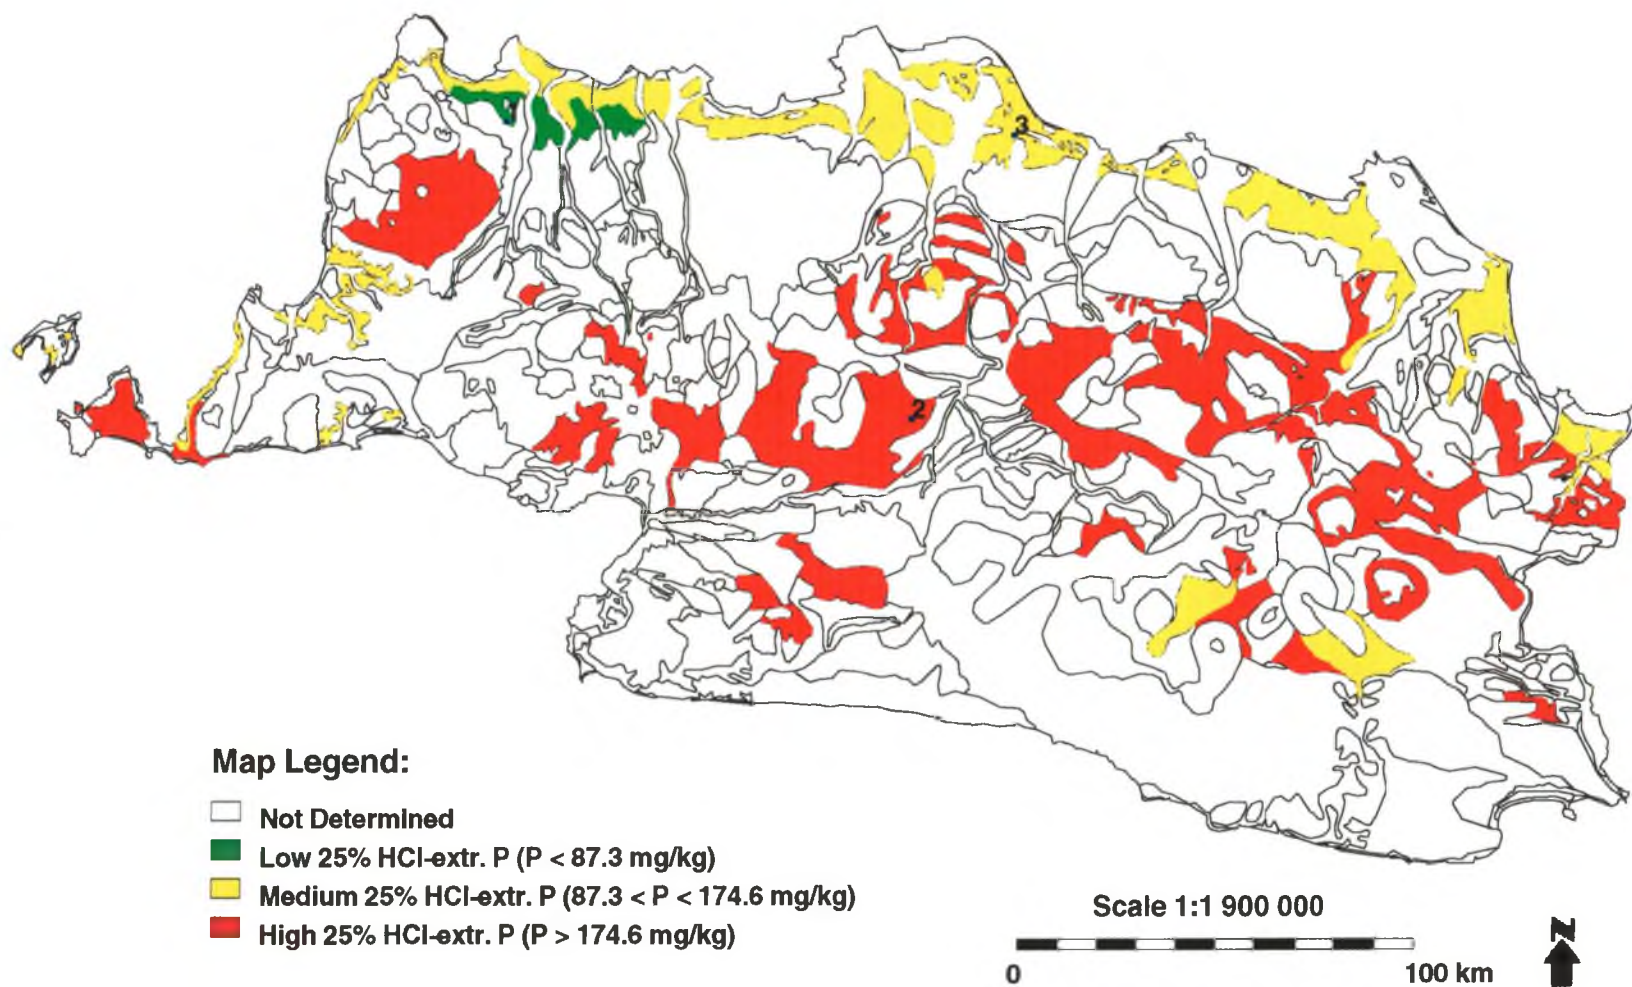 3
2
Map Legend:
Not Determined
Low 25% HCl-extr. P (P < 87.3 mg/kg)
Medium 25% HCl-extr. P (87.3 < P < 174.6 mg/kg)
High 25% HCl-extr. P (P > 174.6 mg/kg)
Scale 1:1 900 000
0
100 km
N